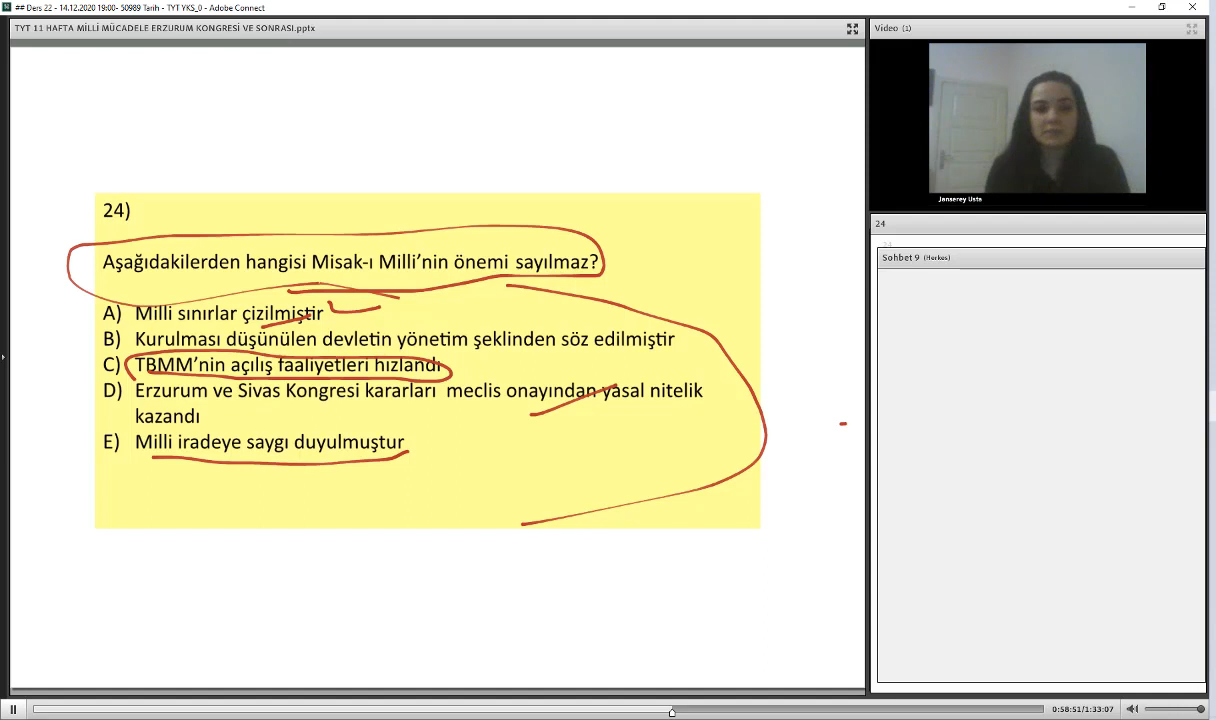 ## Ders 22 - 14.12.2020 19:00- 50989 Tarih - TYT YKS_0 - Adobe Connect
TYT 11 HAFTA MİLLİ MÜCADELE ERZURUM KONGRESİ VE SONRASI.pptx
Video (1)
24)
Aşağıdakilerden hangisi Misak-ı Milli’nin önemi sayılmaz?
A) Milli sınırlar çizilmiştir
B) Kurulması düşünülen devletin yönetim şeklinden söz edilmiştir
C) TBMM’nin açılış faaliyetleri hızlandı
D) Erzurum ve Sivas Kongresi kararları meclis onayından yasal nitelik
kazandı
E) Milli iradeye saygı duyulmuştur
Janserey Usta
24
24
Sohbet 9 (Herkes)
0:58:51/1:33:07